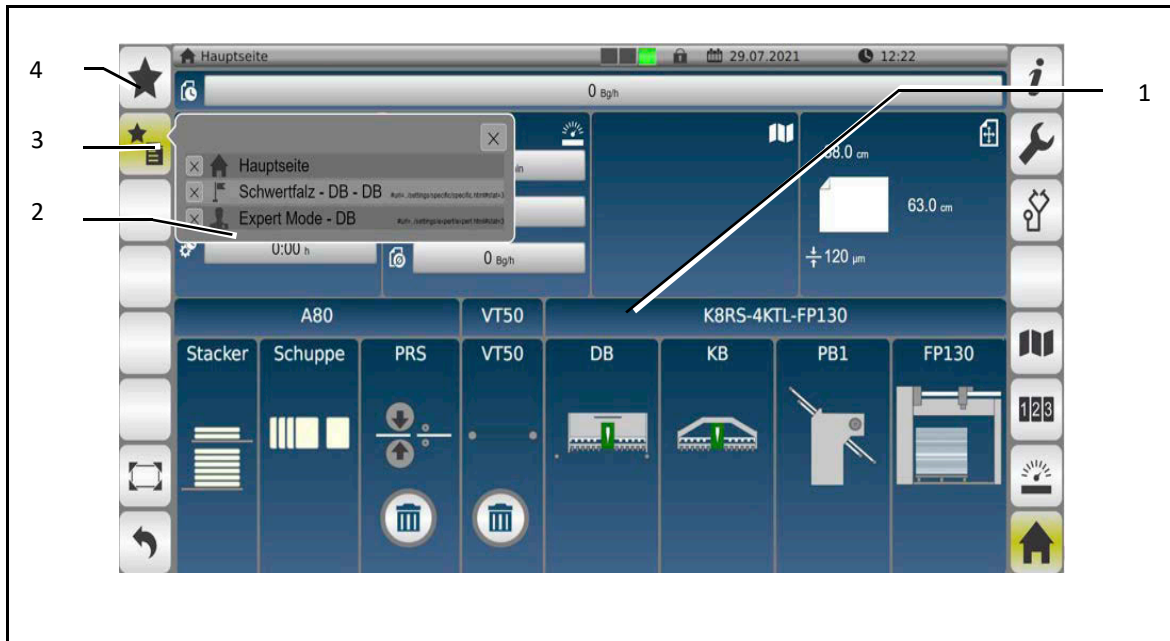 4
3
2
1
Hauptseite
29.07.2021
12:22
0 Bg/h
Hauptseite
Schwertfalz - DB - DB
Expert Mode - DB
in
0:00 h
0 Bg/h
88.0 cm
63.0 cm
120 µm
A80
VT50
K8RS-4KTL-FP130
Stacker
Schuppe
PRS
VT50
DB
KB
PB1
FP130
i
123